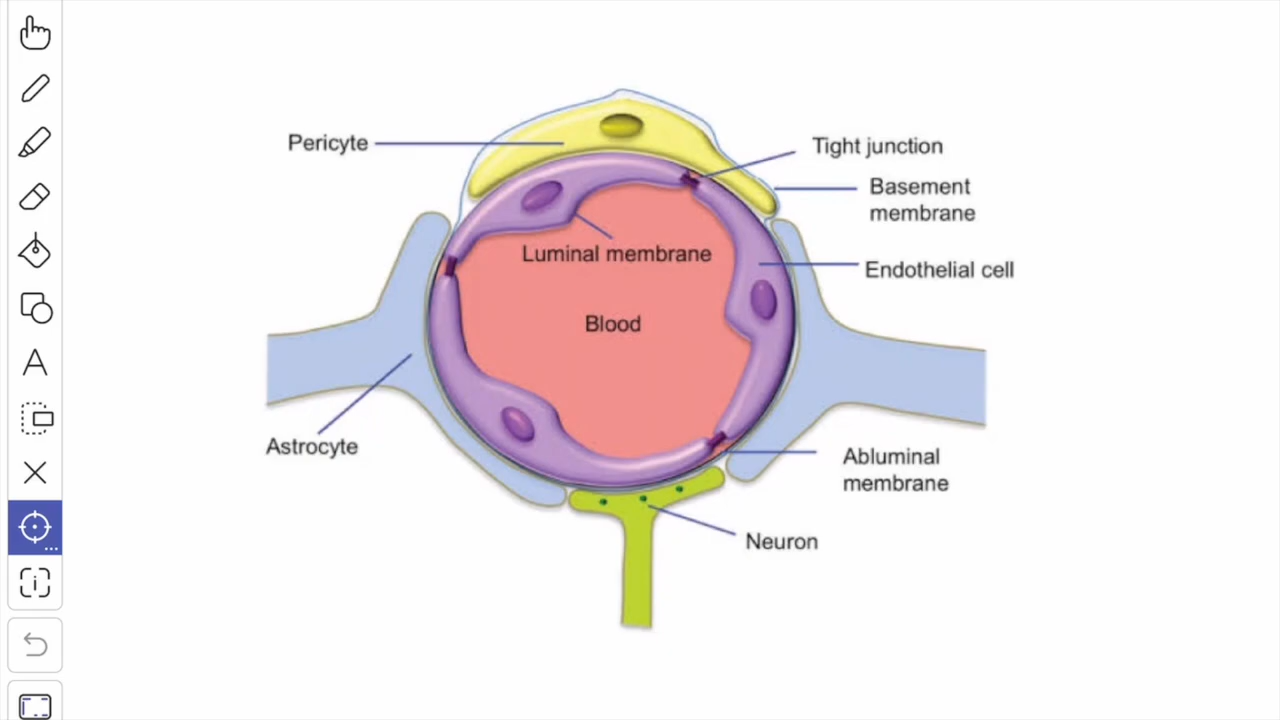 Pericyte
Tight junction
Basement
membrane
Luminal membrane
Endothelial cell
Blood
Astrocyte
Abluminal
membrane
Neuron